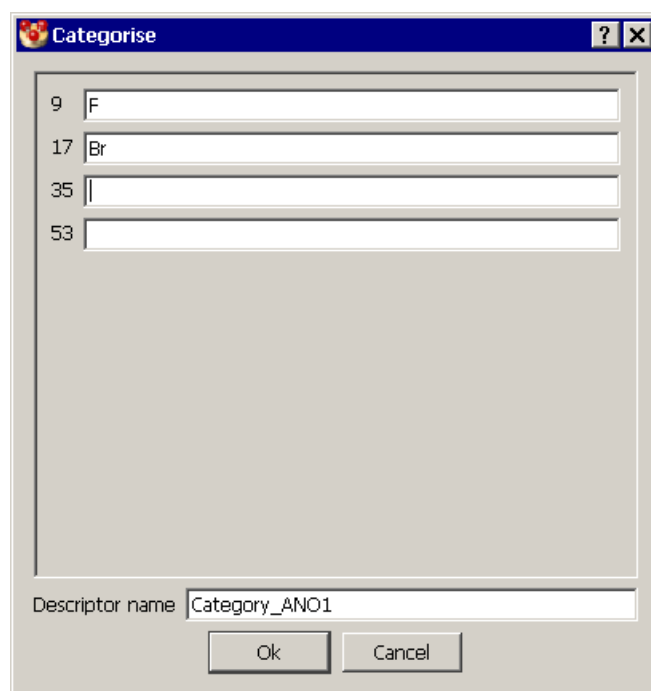 Categorise ?
9 F
17 Br
35
53
Descriptor name Category_ANO1
Ok Cancel